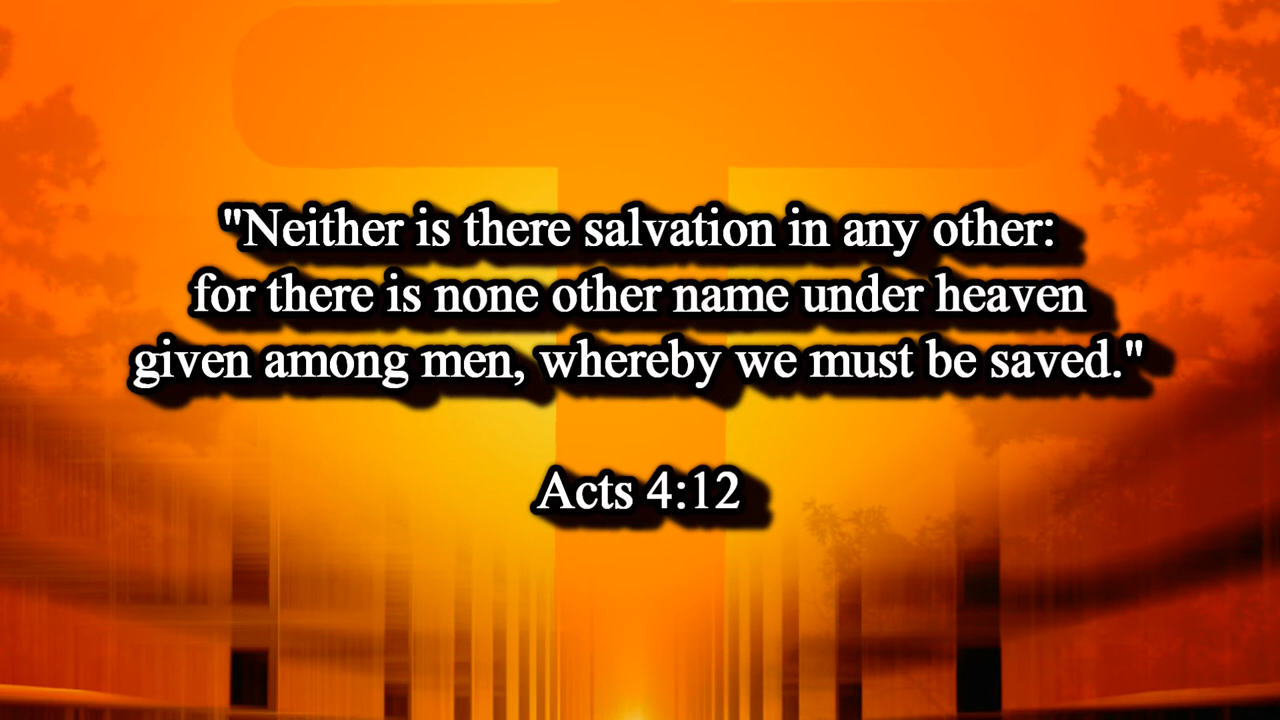 "Neither is there salvation in any other:
for there is none other name under heaven
given among men, whereby we must be saved."
Acts 4:12